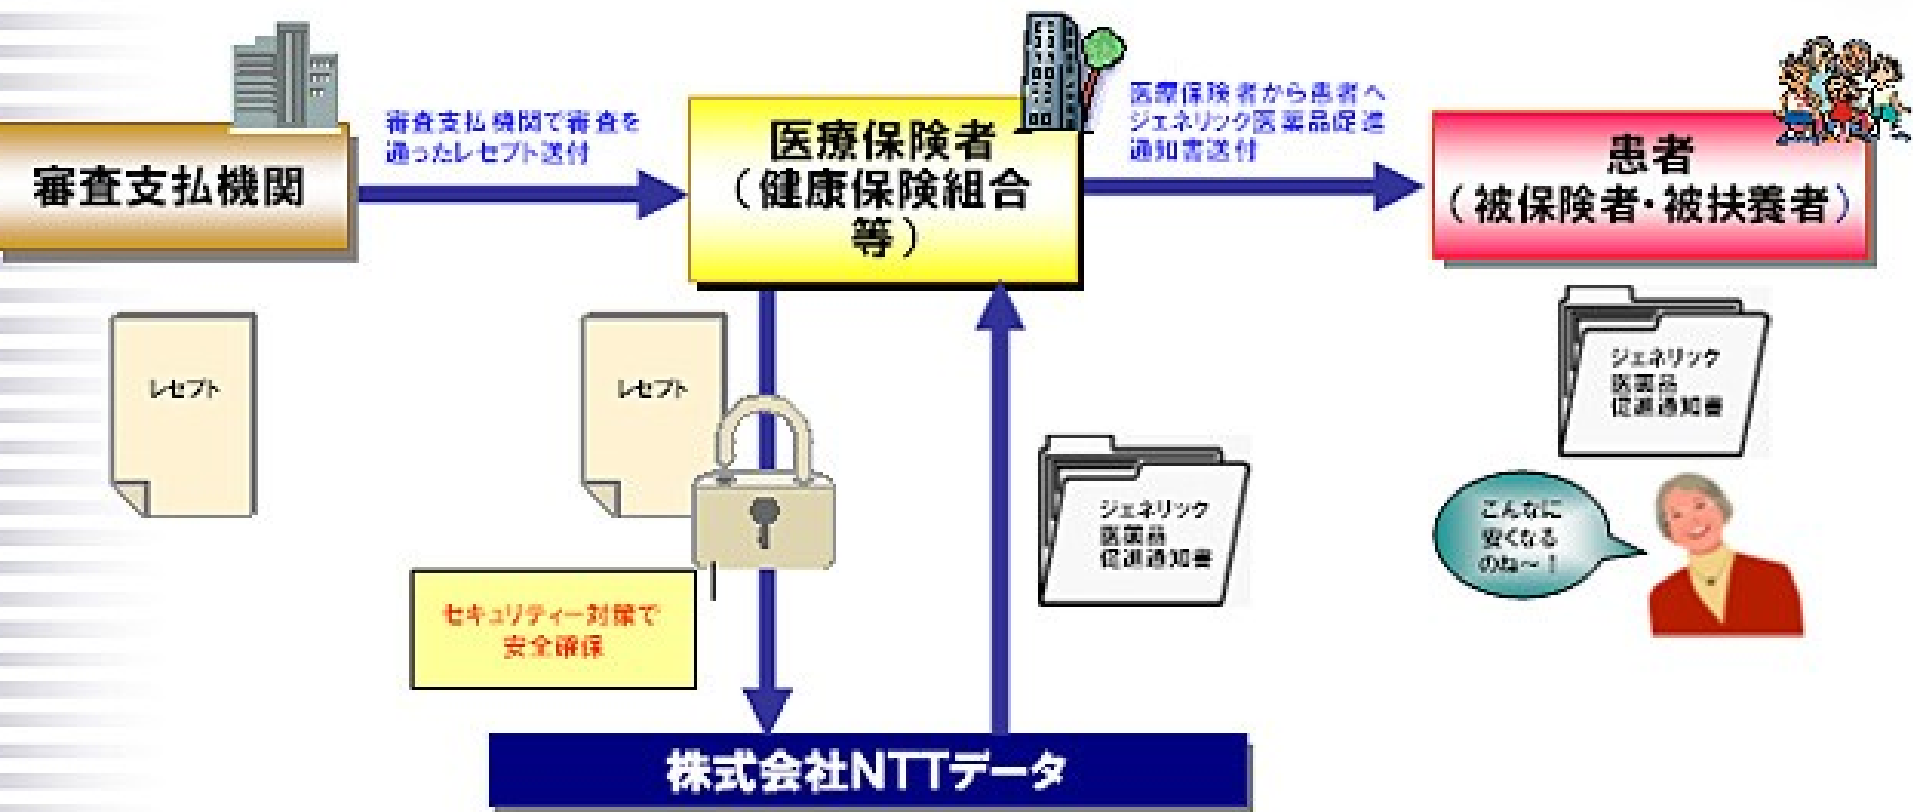 審査支払機関
審査支払機関で審査を
通ったレセプト送付
医療保険者
（健康保険組合
等）
医療保険者から患者へ
ジェネリック医薬品促進
通知書送付
患者
（被保険者・被扶養者）
レセプト
レセプト
セキュリティー対策で
安全確保
ジェネリック
医薬品
促進通知書
ジェネリック
医薬品
促進通知書
こんなに
安くなる
のね～！
株式会社NTTデータ